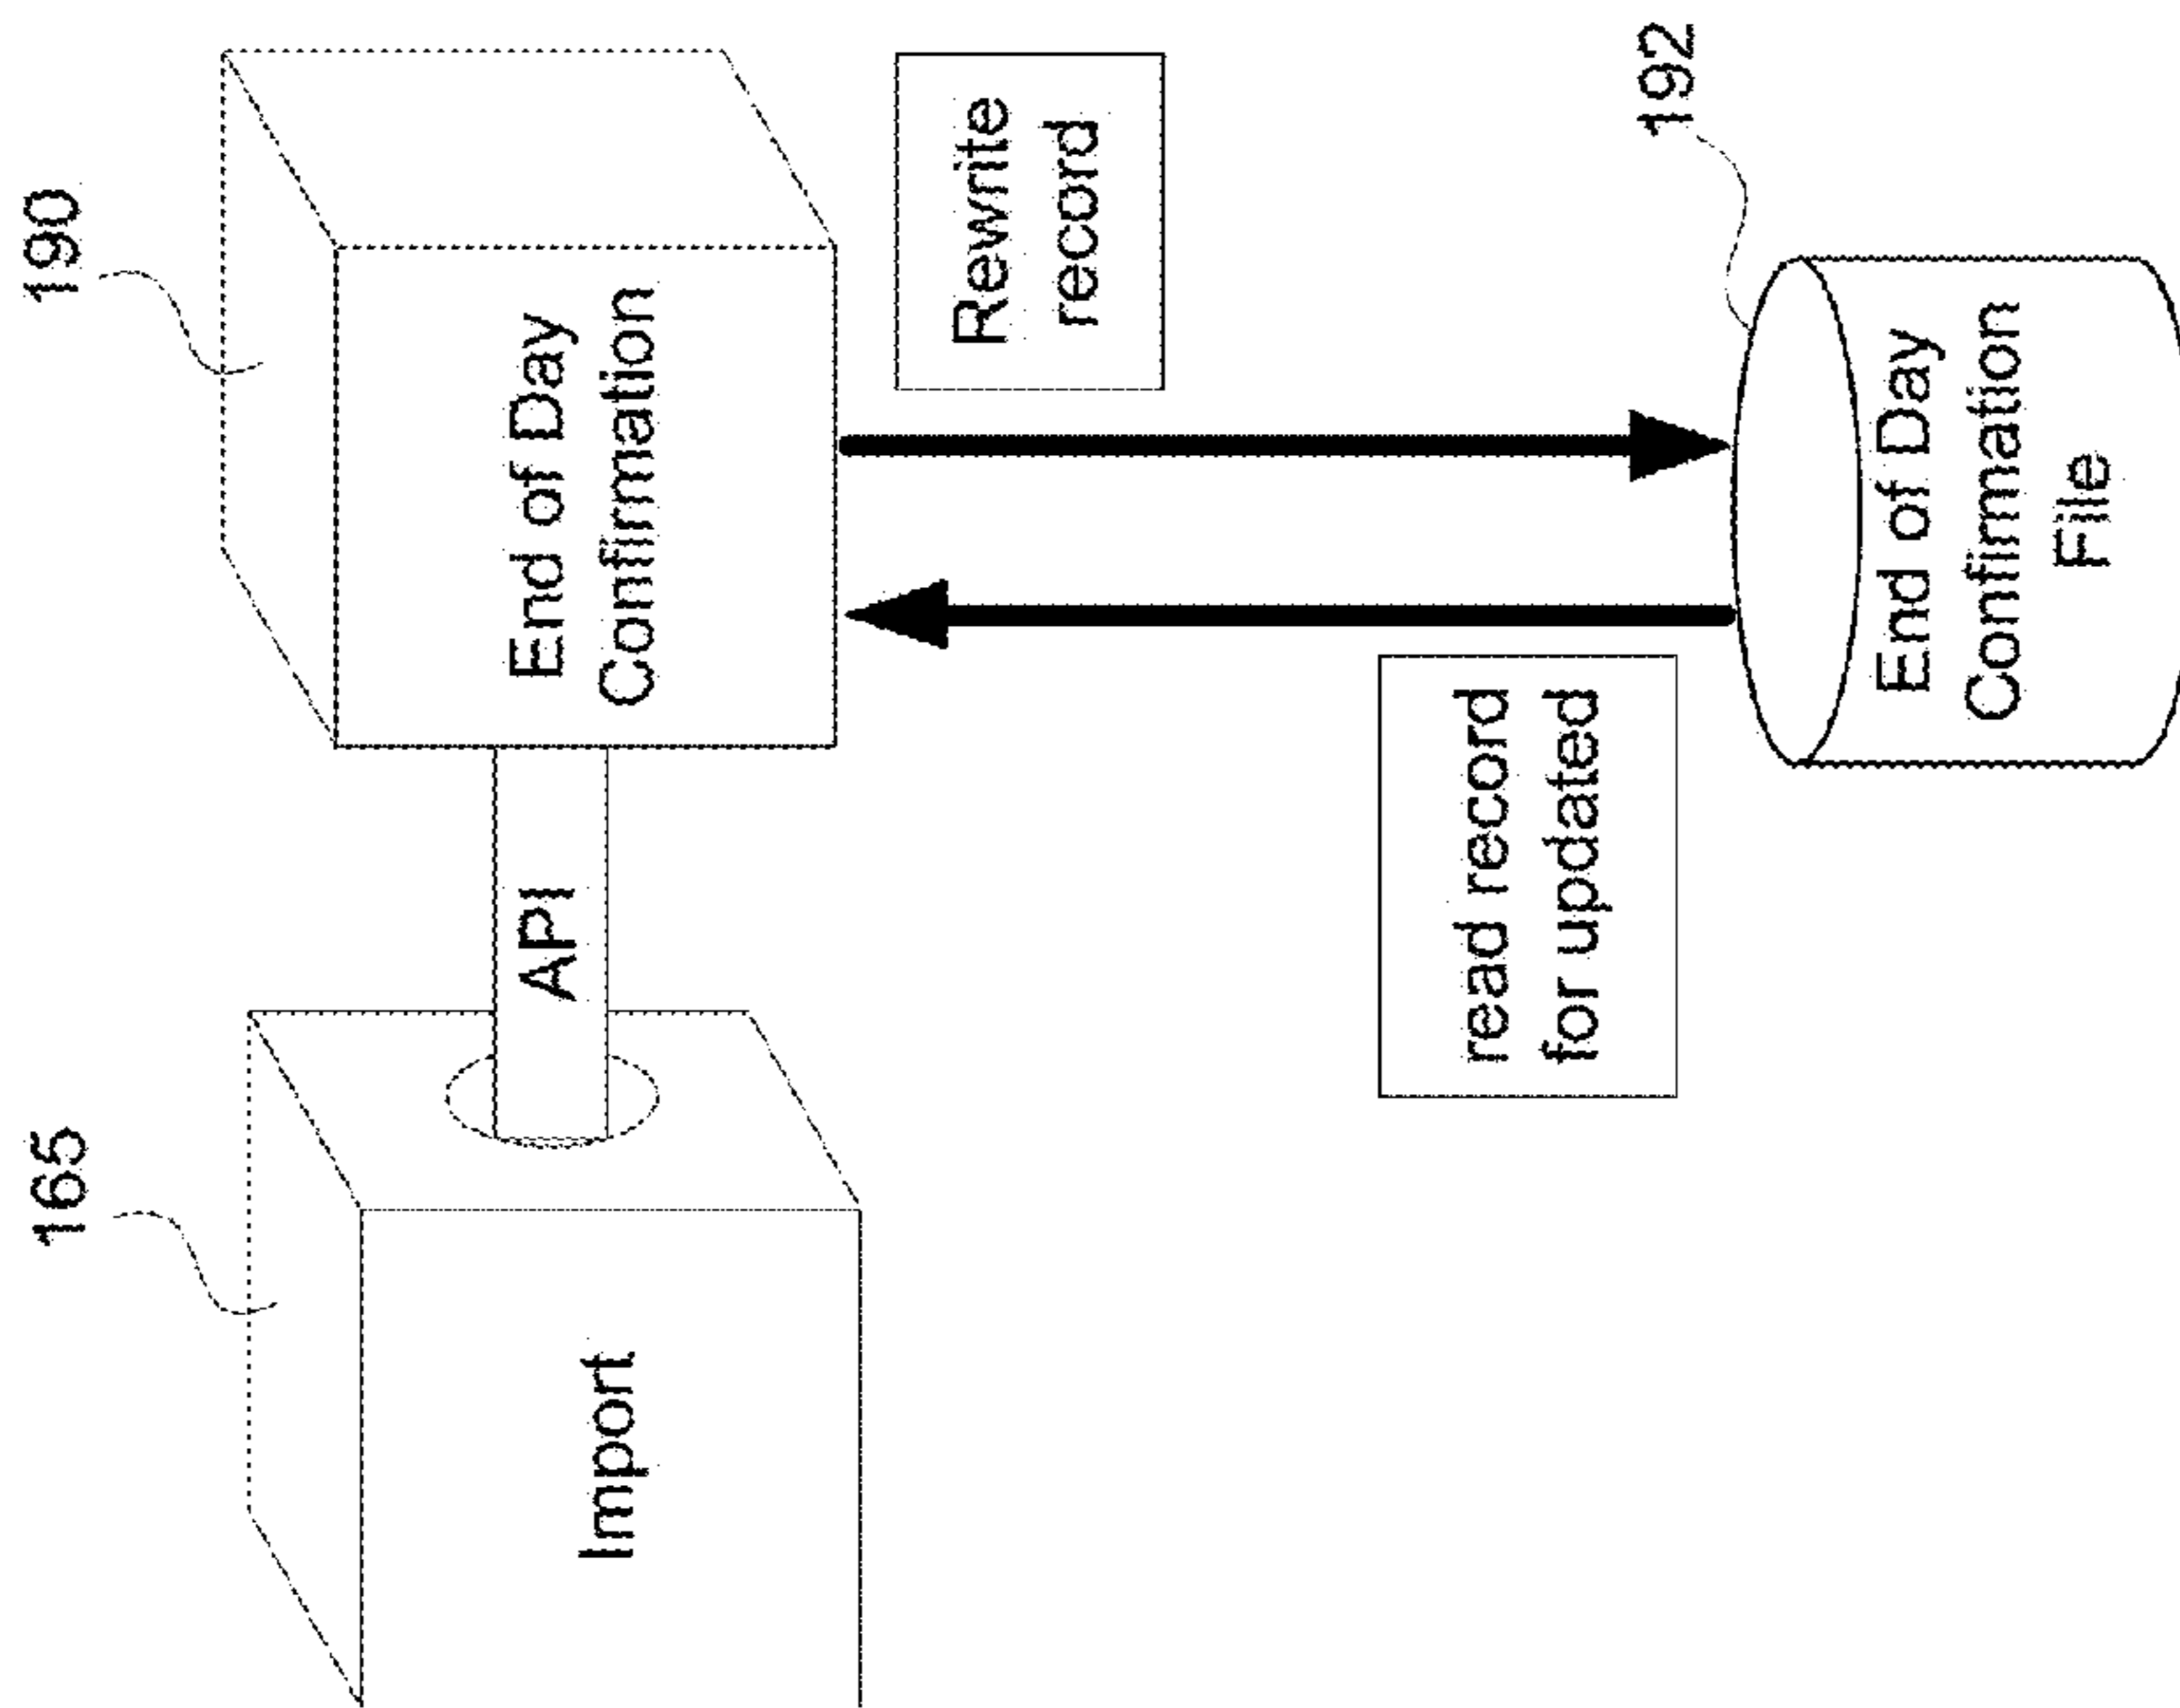 165
190
Import
API
End of Day
Confirmation
Rewrite
record
read record
for updated
192
End of Day
Confirmation
File